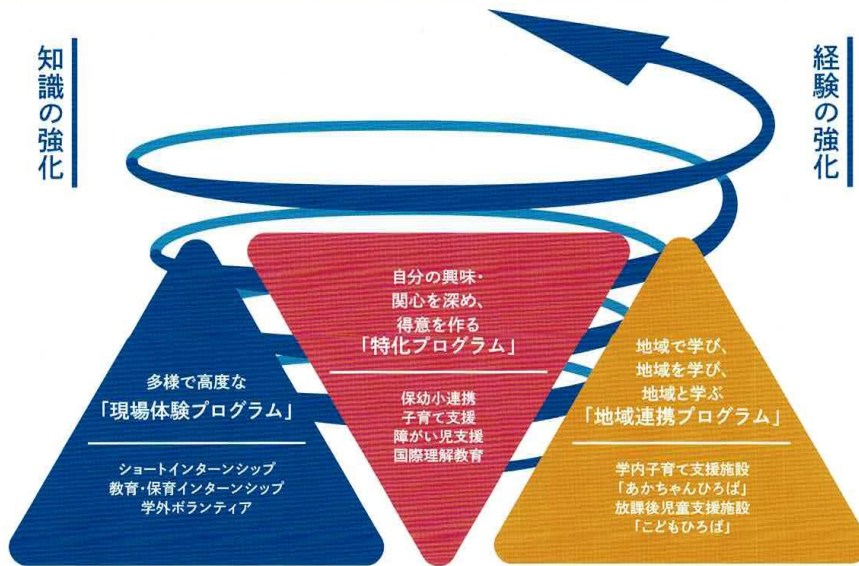 知識の強化
経験の強化
多様で高度な
「現場体験プログラム」
ショートインターンシップ
教育・保育インターンシップ
学外ボランティア
自分の興味・
関心を深め、
得意を作る
「特化プログラム」
保幼小連携
子育て支援
障がい児支援
国際理解教育
地域で学び、
地域を学び、
地域と学ぶ
「地域連携プログラム」
学内子育て支援施設
「あかちゃんひろば」
放課後児童支援施設
「こどもひろば」